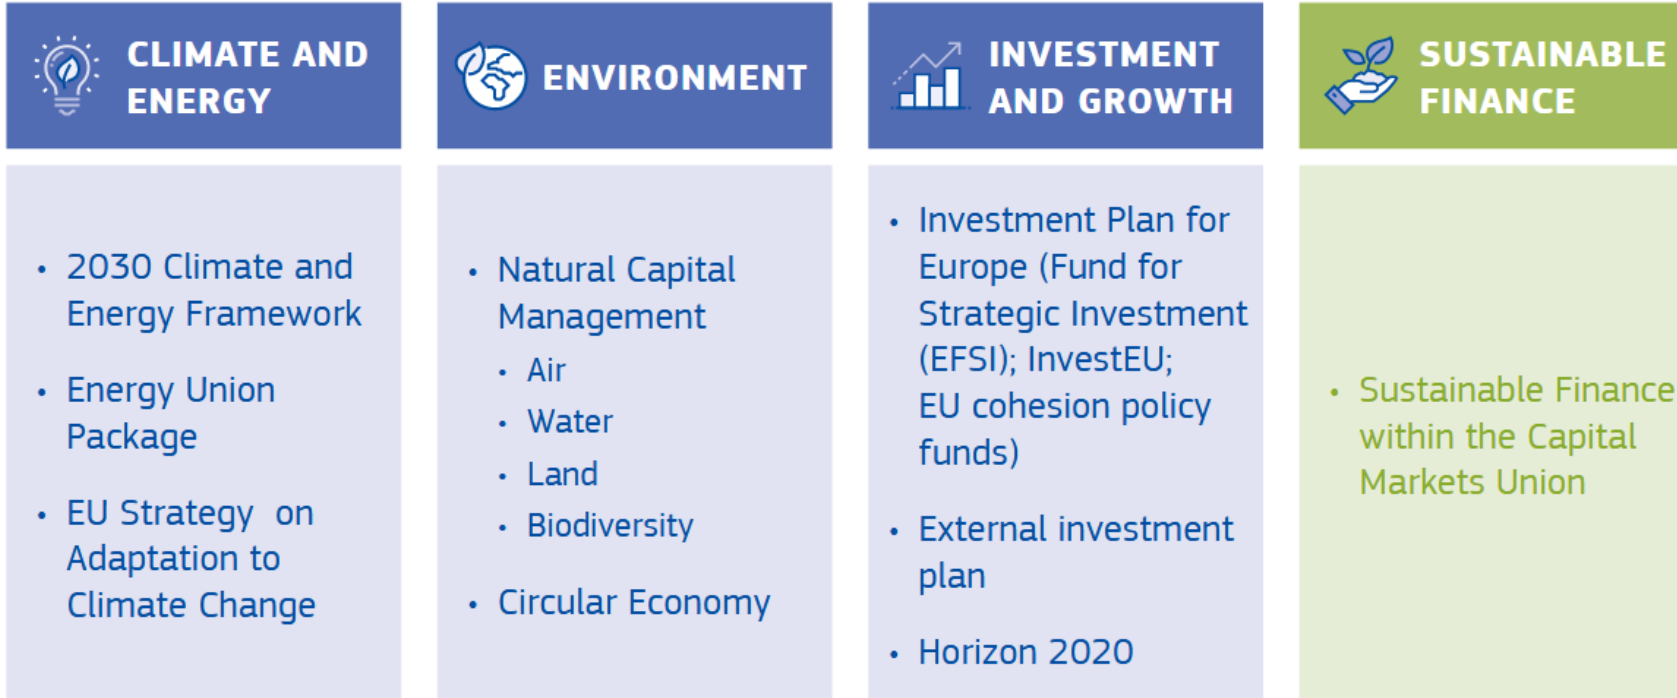 CLIMATE AND
ENERGY
• 2030 Climate and
Energy Framework
• Energy Union
Package
• EU Strategy on
Adaptation to
Climate Change
ENVIRONMENT
• Natural Capital
Management
• Air
• Water
• Land
• Biodiversity
• Circular Economy
INVESTMENT
AND GROWTH
• Investment Plan for
Europe (Fund for
Strategic Investment
(EFSI); InvestEU;
EU cohesion policy
funds)
• External investment
plan
• Horizon 2020
SUSTAINABLE
FINANCE
• Sustainable Finance
within the Capital
Markets Union